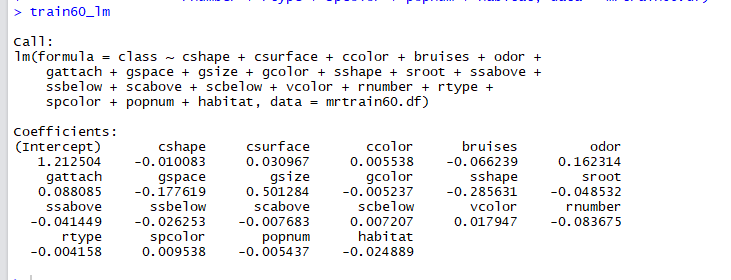 > train60_lm
Call:
lm(formula = class ~ cshape + csurface + ccolor + bruises + odor +
    gattach + gspace + gsize + gcolor + sshape + sroot + ssabove +
    ssbelow + scabove + scbelow + vcolor + rnumber + rtype +
    spcolor + popnum + habitat, data = mrtrain60.df)
Coefficients:
(Intercept)       cshape     csurface       ccolor      bruises         odor
   1.212504    -0.010083     0.030967     0.005538    -0.066239     0.162314
    gattach       gspace        gsize       gcolor       sshape        sroot
   0.088085    -0.177619     0.501284    -0.005237    -0.285631    -0.048532
    ssabove      ssbelow      scabove      scbelow       vcolor      rnumber
  -0.041449    -0.026253    -0.007683     0.007207     0.017947    -0.083675
      rtype      spcolor       popnum      habitat
  -0.004158     0.009538    -0.005437    -0.024889